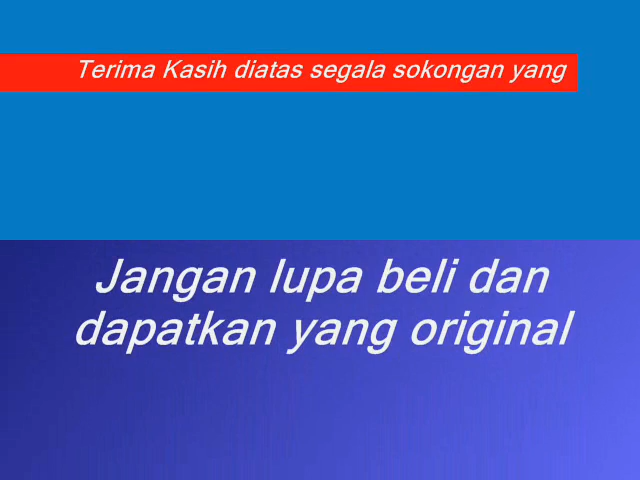 Terima Kasih diatas segala sokongan yang
Jangan lupa beli dan
dapatkan yang original